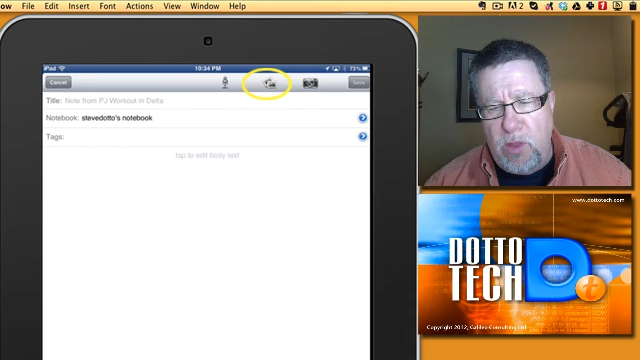 ow File Edit Insert Font Actions View Window Help
2
iPad 10:34 PM 73%
Cancel
Save
Title: Note from PJ Workout in Delta
Notebook: stevedotto's notebook
Tags:
tap to edit body text
www.dottotech.com
DOTTO
TECH
D
t
Copyright 2012, Galileo Consulting Ltd